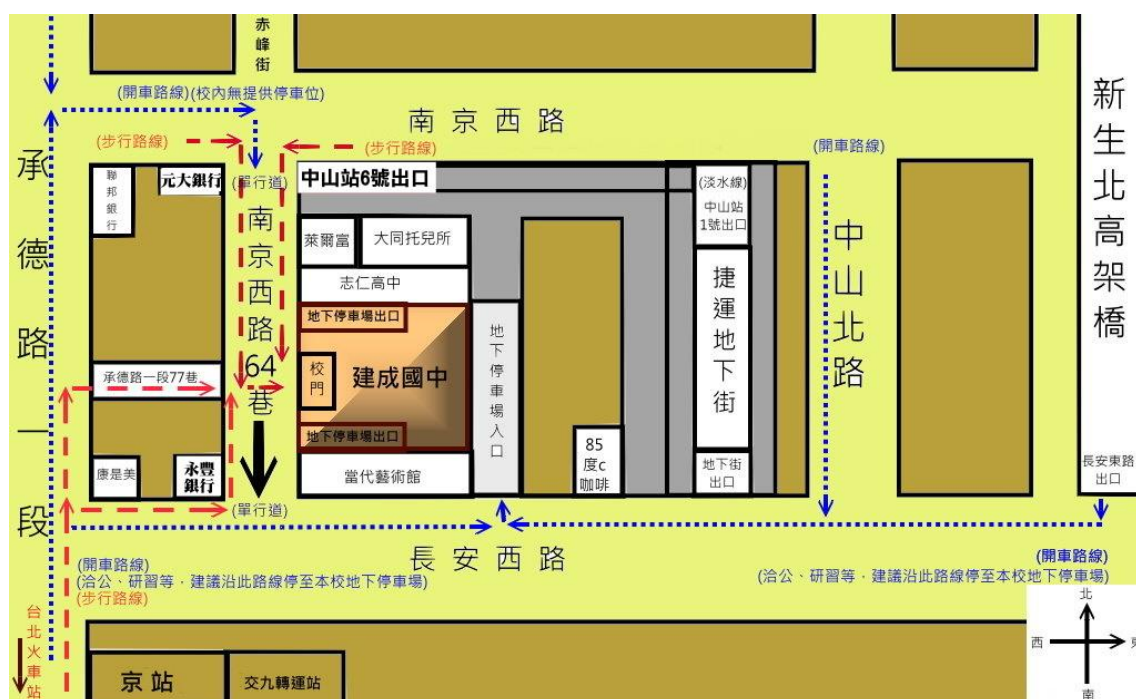 赤峰街
(開車路線)(校內無提供停車位)
南京西路
新生北高架橋
承德路一段
(步行路線)
(步行路線)
(開車路線)
聯邦銀行
元大銀行
(單行道)
中山站6號出口
(淡水線)
中山站
1號出口
南京西路64巷
萊爾富
大同托兒所
中山北路
志仁高中
捷運地下街
地下停車場出口
地下停車場入口
校門
建成國中
承德路一段77巷
地下停車場出口
85
度c
咖啡
康是美
永豐
銀行
當代藝術館
地下街
出口
長安東路
出口
(單行道)
長安西路
(開車路線)
(洽公、研習等，建議沿此路線停至本校地下停車場)
(步行路線)
(開車路線)
(洽公、研習等，建議沿此路線停至本校地下停車場)
台北火車站
京站
交九轉運站
北
西
東
南